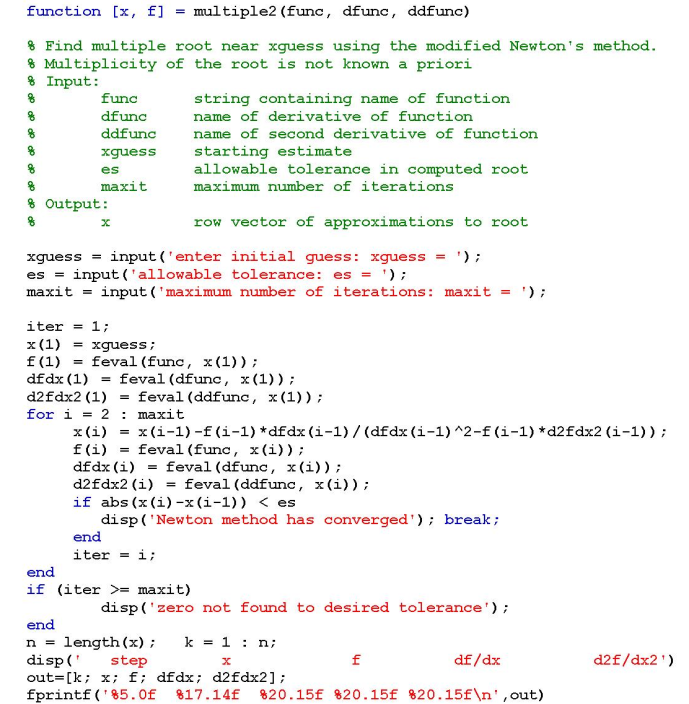 function [x, f] = multiple2(func, dfunc, ddfunc)
% Find multiple root near xguess using the modified Newton's method.
% Multiplicity of the root is not known a priori
% Input:
% func string containing name of function
% dfunc name of derivative of function
% ddfunc name of second derivative of function
% xguess starting estimate
% es allowable tolerance in computed root
% maxit maximum number of iterations
% Output:
% x row vector of approximations to root
xguess = input('enter initial guess: xguess = ');
es = input('allowable tolerance: es = ');
maxit = input('maximum number of iterations: maxit = ');
iter = 1;
x(1) = xguess;
f(1) = feval(func, x(1));
dfdx(1) = feval(dfunc, x(1));
d2fdx2(1) = feval(ddfunc, x(1));
for i = 2 : maxit
x(i) = x(i-1)-f(i-1)*dfdx(i-1)/(dfdx(i-1)^2-f(i-1)*d2fdx2(i-1));
f(i) = feval(func, x(i));
dfdx(i) = feval(dfunc, x(i));
d2fdx2(i) = feval(ddfunc, x(i));
if abs(x(i)-x(i-1)) < es
disp('Newton method has converged'); break;
end
iter = i;
end
if (iter >= maxit)
disp('zero not found to desired tolerance');
end
n = length(x); k = 1 : n;
disp(' step x f df/dx d2f/dx2')
out=[k; x; f; dfdx; d2fdx2];
fprintf('%5.0f %17.14f %20.15f %20.15f %20.15f\n',out)